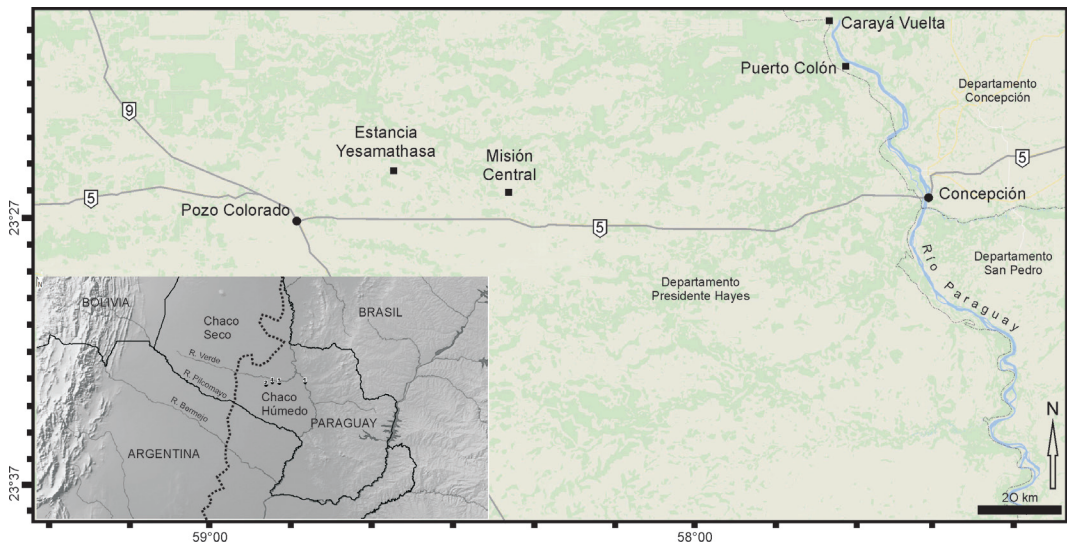 Carayá Vuelta
Puerto Colón
Departamento
Concepción
9
Estancia
Yesamathasa
Misión
Central
5
5
Concepción
Pozo Colorado
5
23°27
Río Paraguay
Departamento
San Pedro
Departamento
Presidente Hayes
BOLIVIA
Chaco
Seco
BRASIL
R. Verde
R. Pilcomayo
Chaco
Húmedo
R. Bermejo
PARAGUAY
ARGENTINA
N
23°37
20 km
59°00
58°00